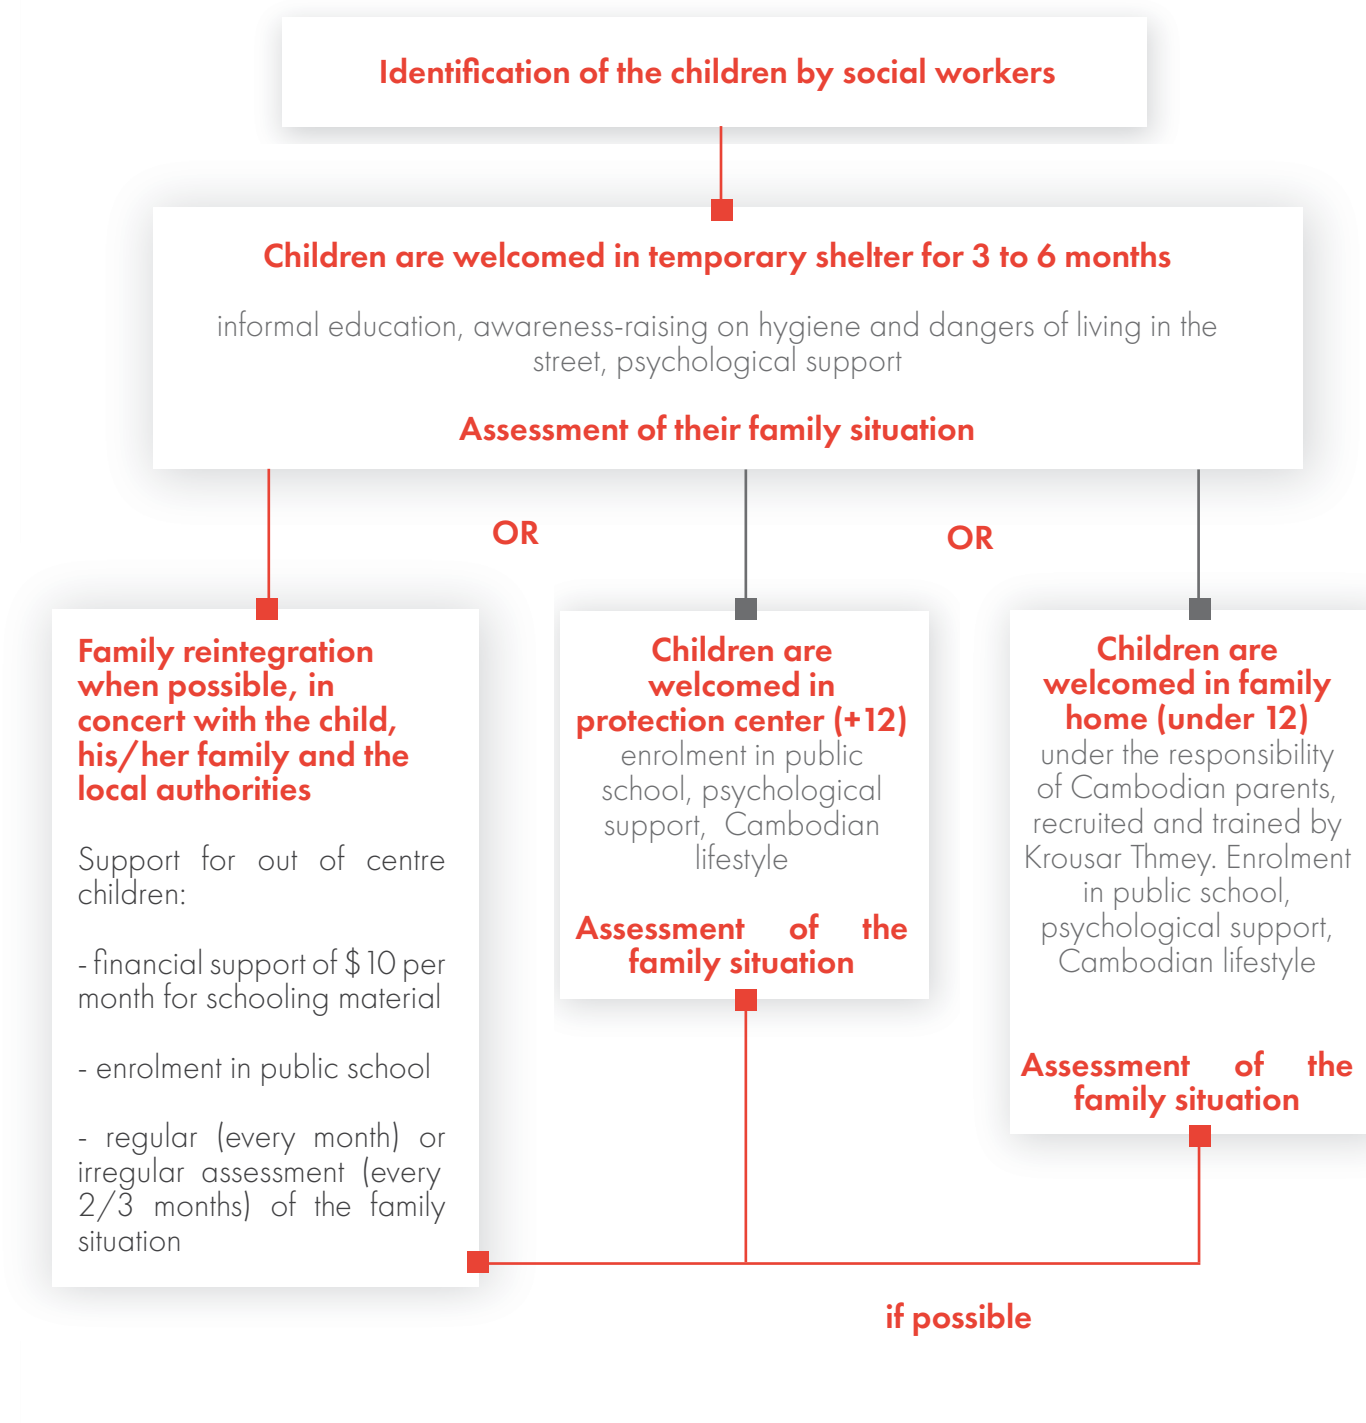 Identification of the children by social workers
Children are welcomed in temporary shelter for 3 to 6 months
informal education, awareness-raising on hygiene and dangers of living in the
street, psychological support
Assessment of their family situation
OR
OR
Family reintegration
when possible, in
concert with the child,
his/her family and the
local authorities
Support for out of centre
children:
- financial support of $10 per
month for schooling material
- enrolment in public school
- regular (every month) or
irregular assessment (every
2/3 months) of the family
situation
Children are
welcomed in
protection center (+12)
enrolment in public
school, psychological
support, Cambodian
lifestyle
Assessment of the
family situation
Children are
welcomed in family
home (under 12)
under the responsibility
of Cambodian parents,
recruited and trained by
Krousar Thmey. Enrolment
in public school,
psychological support,
Cambodian lifestyle
Assessment of the
family situation
if possible